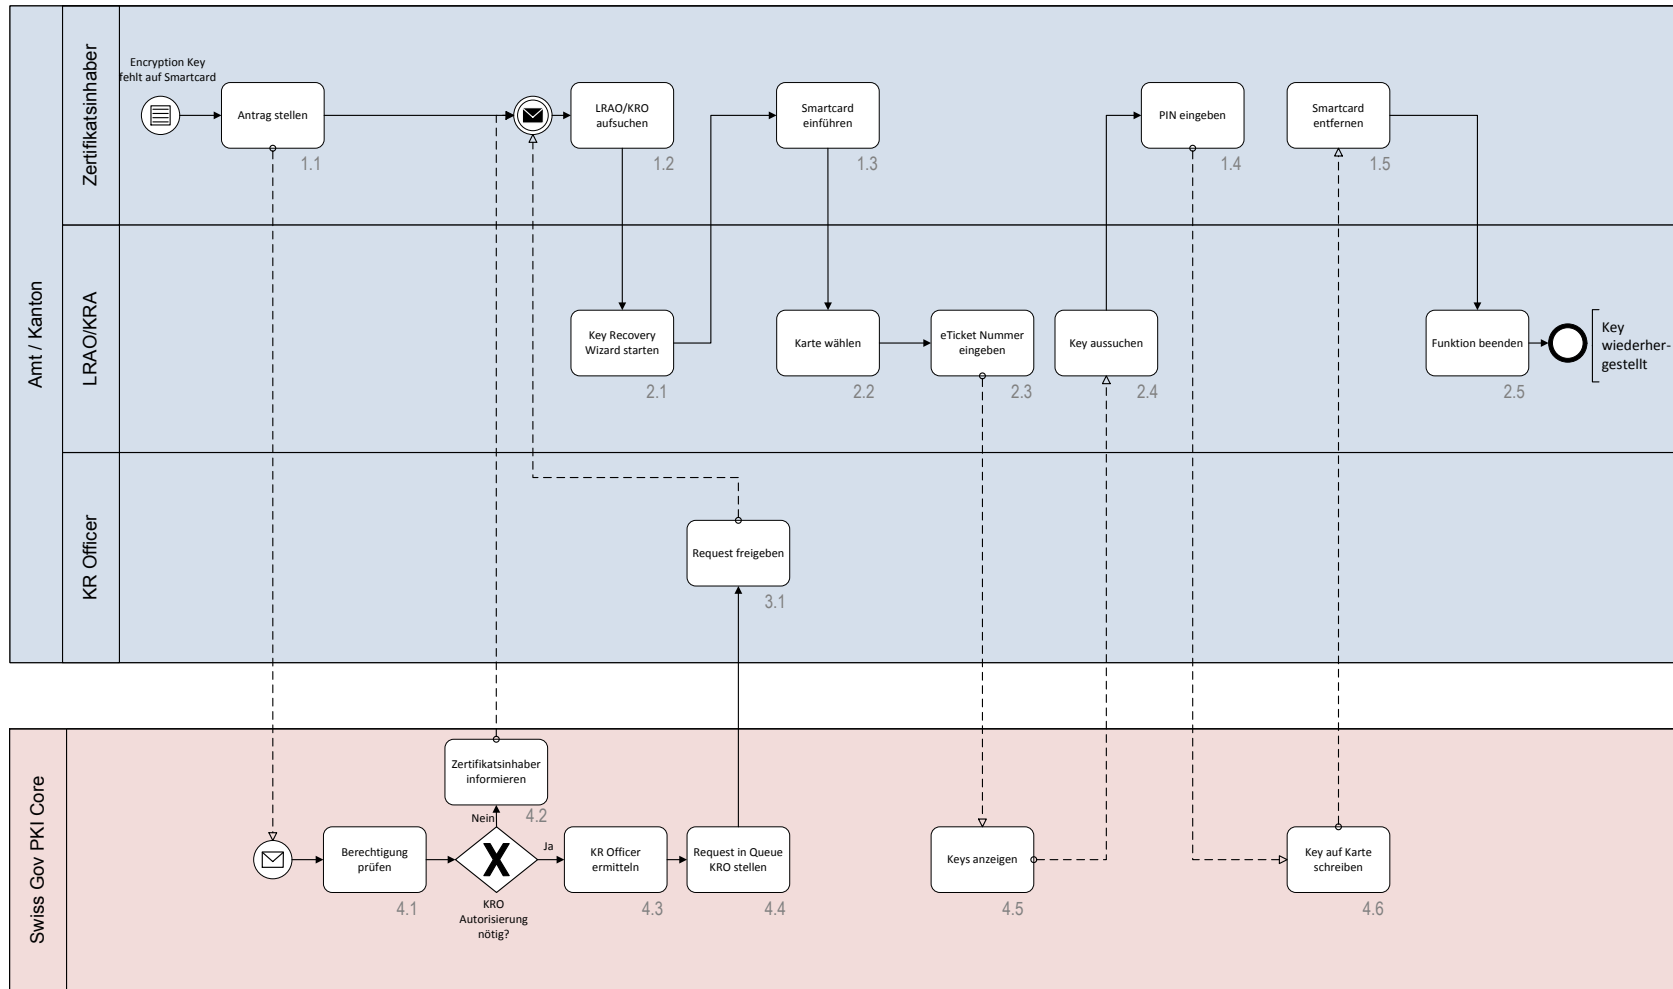 Amt / Kanton
Zertifikatsinhaber
Encryption Key
fehlt auf Smartcard
Antrag stellen
1.1
LRAO/KRO
aufsuchen
1.2
Smartcard
einführen
1.3
PIN eingeben
1.4
Smartcard
entfernen
1.5
LRAO/KRA
Key Recovery
Wizard starten
2.1
Karte wählen
2.2
eTicket Nummer
eingeben
2.3
Key aussuchen
2.4
Funktion beenden
2.5
Key
wiederher-
gestellt
KR Officer
Request freigeben
3.1
Swiss Gov PKI Core
Zertifikatsinhaber
informieren
4.2
Nein
Berechtigung
prüfen
4.1
KRO
Autorisierung
nötig?
Ja
KR Officer
ermitteln
4.3
Request in Queue
KRO stellen
4.4
Keys anzeigen
4.5
Key auf Karte
schreiben
4.6